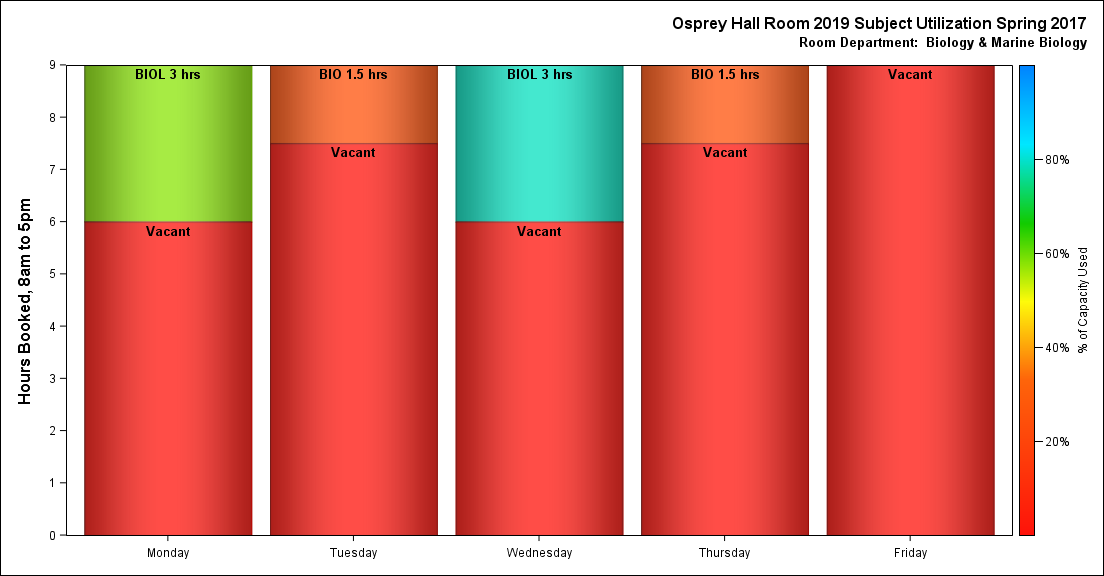 Osprey Hall Room 2019 Subject Utilization Spring 2017
Room Department:  Biology & Marine Biology
Hours Booked, 8am to 5pm
9
8
7
6
5
4
3
2
1
0
BIOL 3 hrs
Vacant
BIO 1.5 hrs
Vacant
BIOL 3 hrs
Vacant
BIO 1.5 hrs
Vacant
Vacant
Monday
Tuesday
Wednesday
Thursday
Friday
80%
60%
40%
20%
% of Capacity Used